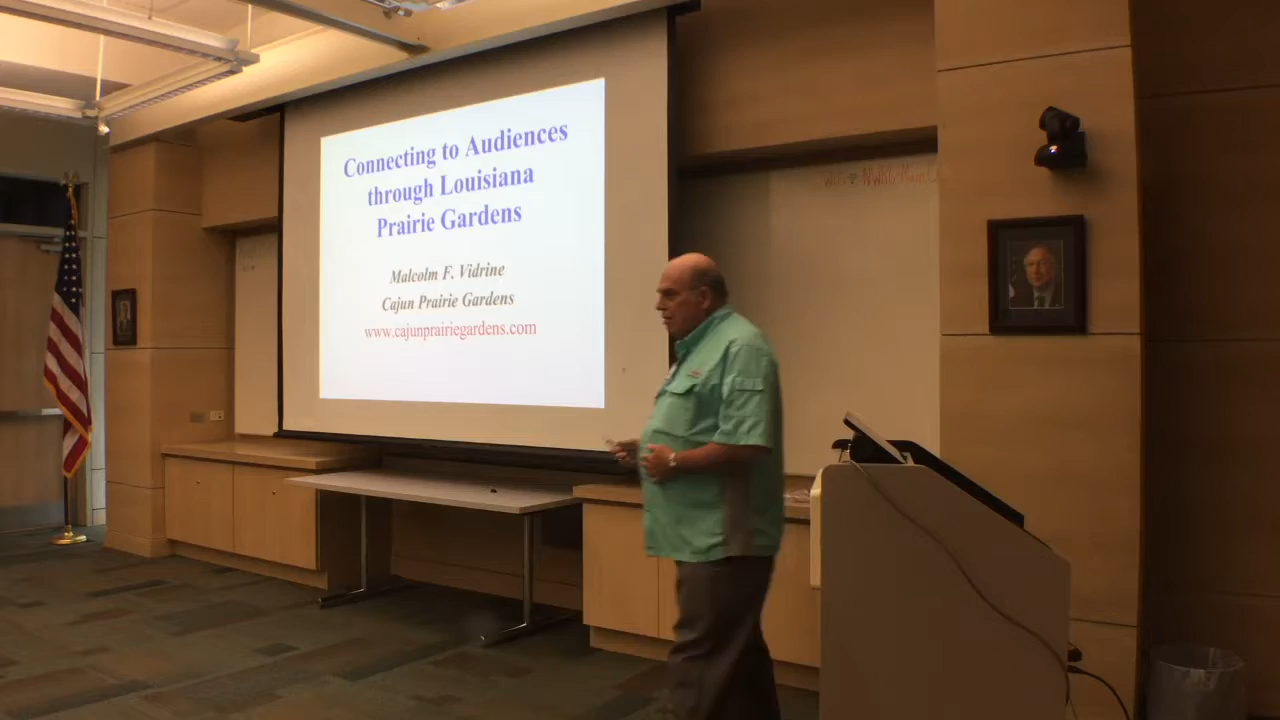 Connecting to Audiences
through Louisiana
Prairie Gardens
Malcolm F. Vidrine
Cajun Prairie Gardens
www.cajunprairiegardens.com